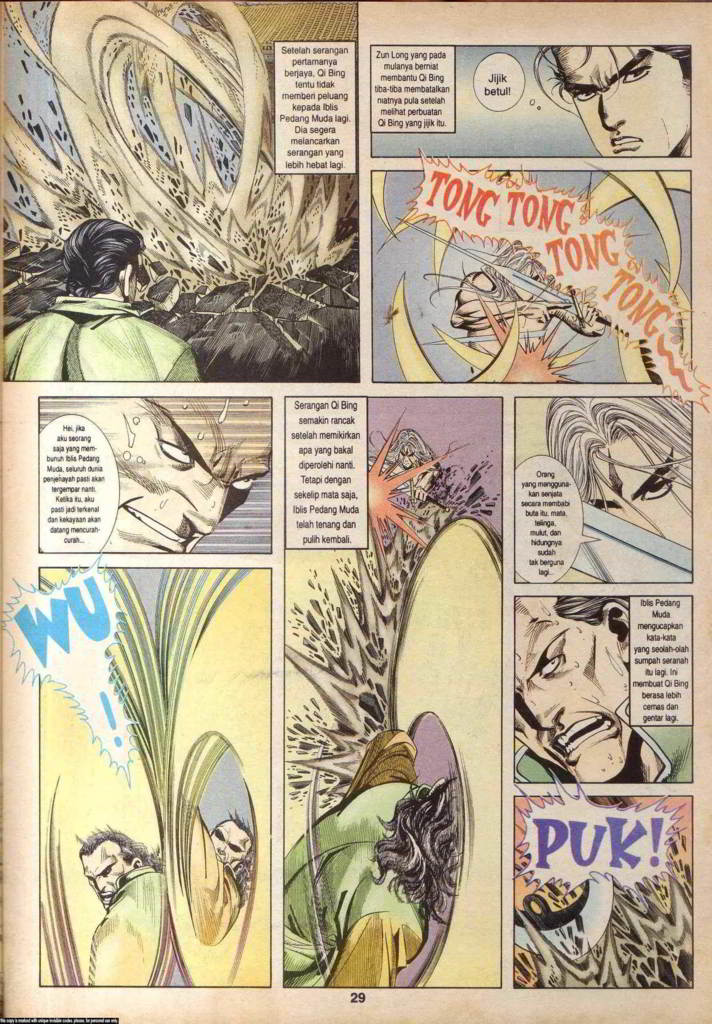 Setelah serangan
pertamanya
berjaya, Qi Bing
tentu tidak
memberi peluang
kepada Iblis
Pedang Muda lagi.
Dia segera
melancarkan
serangan yang
lebih hebat lagi.
Zun Long yang pada
mulanya berniat
membantu Qi Bing
tiba-tiba membatalkan
niatnya pula setelah
melihat perbuatan
Qi Bing yang jijik itu.
Jijik
betul!
TONG TONG
TONG
TONG
Hei, jika
aku seorang
saja yang mem-
bunuh Iblis Pedang
Muda, seluruh dunia
persilatan pasti akan
tergempar nanti.
Ketika itu, aku
pasti jadi terkenal
dan kekayaan akan
datang mencurah-
curah...
Serangan Qi Bing
semakin rancak
setelah memikirkan
apa yang bakal
diperolehi nanti.
Tetapi dengan
sekelip mata saja,
Iblis Pedang Muda
telah tenang dan
pulih kembali.
Orang
yang mengguna-
kan senjata
secara membabi
buta itu, mata,
telinga,
mulut, dan
hidungnya
sudah
tak berguna
lagi...
WU
!
Iblis Pedang
Muda
mengucapkan
kata-kata
yang seolah-olah
sumpah seranah
itu lagi. Ini
membuat Qi Bing
berasa lebih
cemas dan
gentar lagi.
PUK!
29